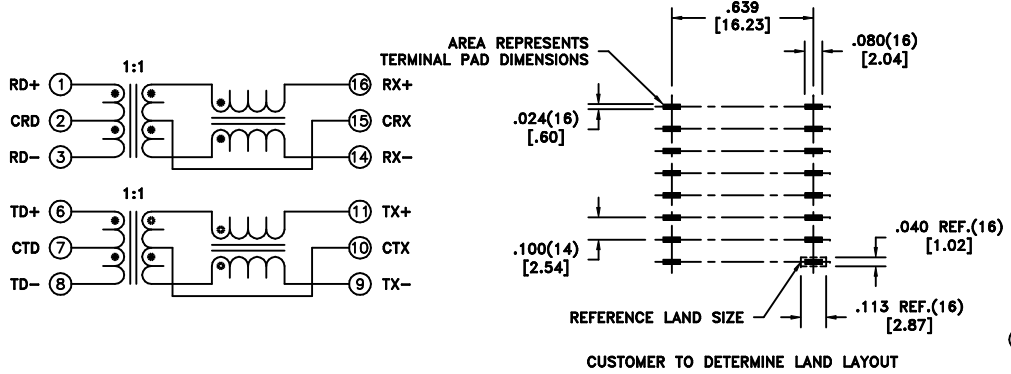 1:1
RD+ 1
CRD 2
RD- 3
16 RX+
15 CRX
14 RX-
1:1
TD+ 6
CTD 7
TD- 8
11 TX+
10 CTX
9 TX-
.639
[16.23]
AREA REPRESENTS
TERMINAL PAD DIMENSIONS
.080(16)
[2.04]
.024(16)
[.60]
.100(14)
[2.54]
.040 REF.(16)
[1.02]
REFERENCE LAND SIZE
.113 REF.(16)
[2.87]
CUSTOMER TO DETERMINE LAND LAYOUT